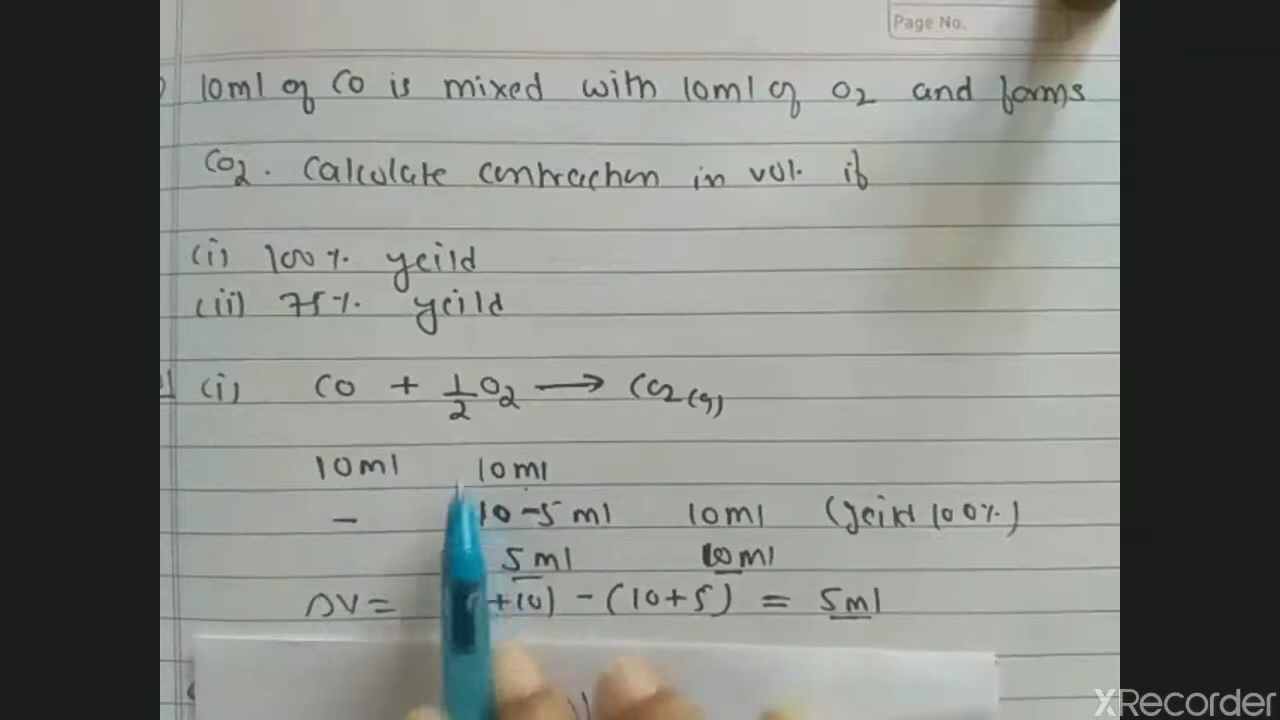 Page No.
10ml of CO is mixed with 10ml of O2 and forms
CO2. Calculate contraction in vol. if
(i) 100%. yeild
(ii) 75%. yeild
(i) CO + 1/2 O2 → CO2(g)
10ml 10ml
- 10-5ml 10ml (yeild 100%)
5ml 10ml
ΔV = +10) - (10+5) = 5ml
XRecorder